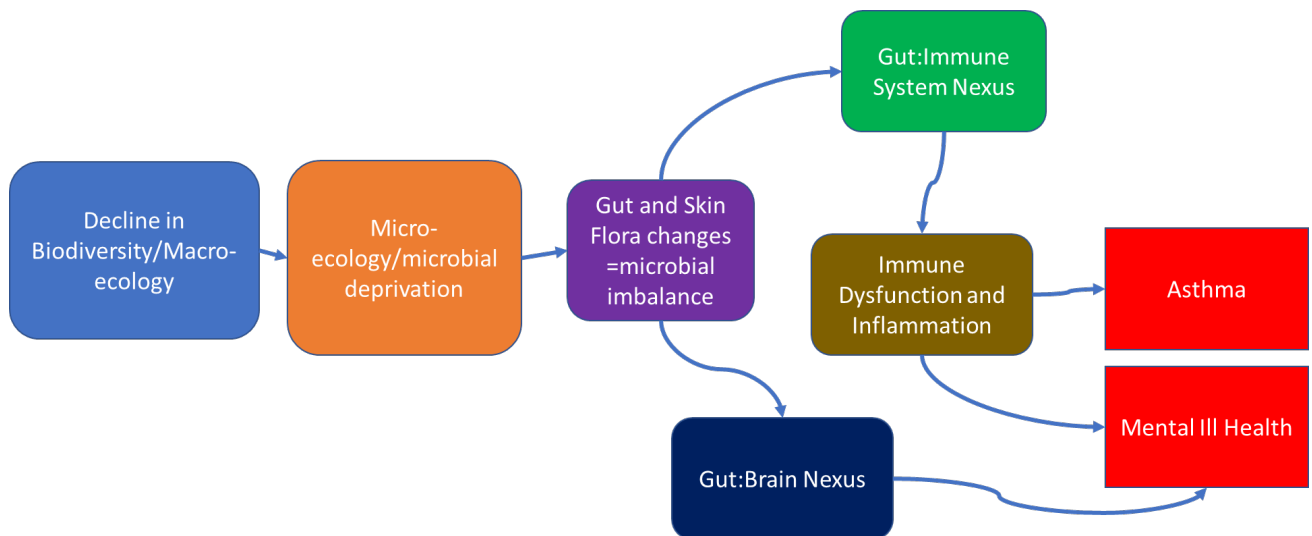 Decline in
Biodiversity/Macro-
ecology
Micro-
ecology/microbial
deprivation
Gut and Skin
Flora changes
=microbial
imbalance
Gut:Immune
System Nexus
Immune
Dysfunction and
Inflammation
Asthma
Mental Ill Health
Gut:Brain Nexus